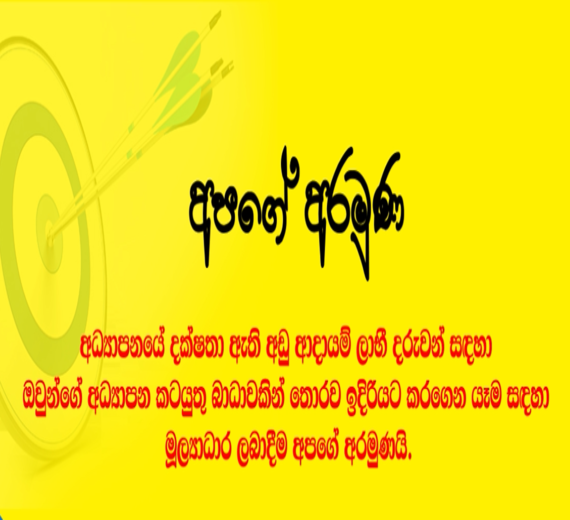 අපගේ අරමුණ
අධ්‍යාපනයේ දක්ෂතා ඇති අඩු ආදායම් ලාභී දරුවන් සඳහා
ඔවුන්ගේ අධ්‍යාපන කටයුතු බාධාවකින් තොරව ඉදිරියට කරගෙන යෑම සඳහා
මූල්‍යාධාර ලබාදීම අපගේ අරමුණයි.